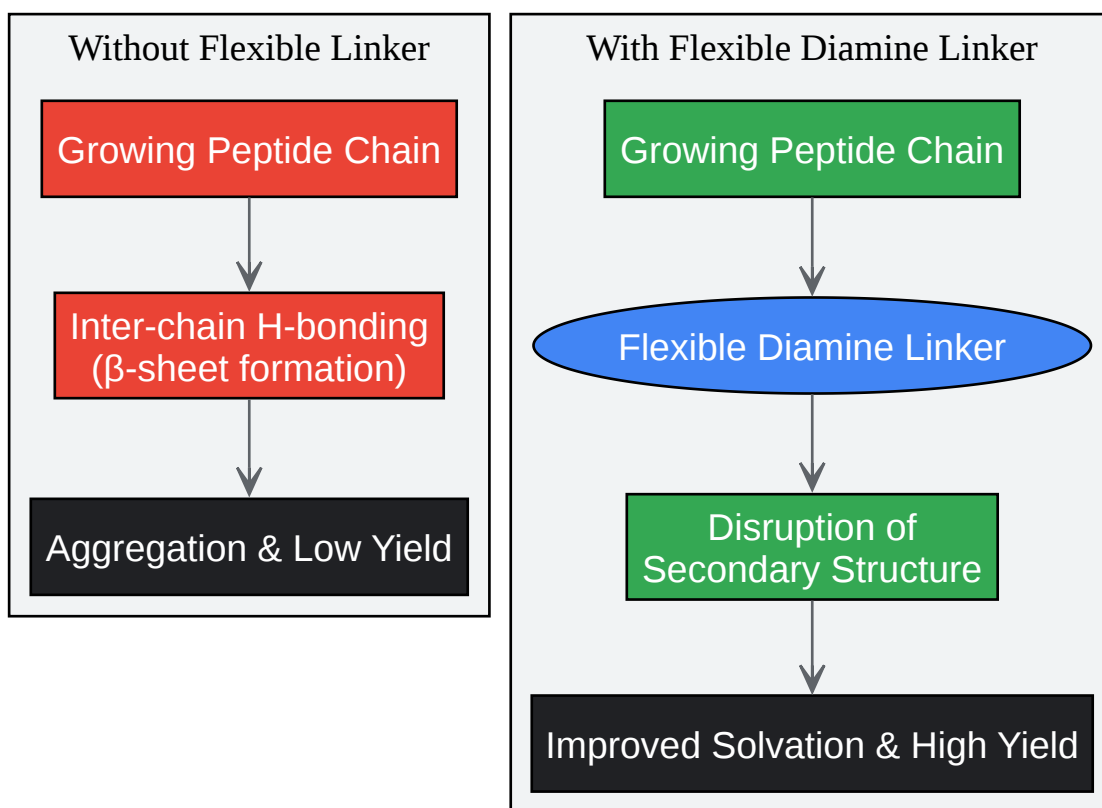 Without Flexible Linker
Growing Peptide Chain
Inter-chain H-bonding
(β-sheet formation)
Aggregation & Low Yield
With Flexible Diamine Linker
Growing Peptide Chain
Flexible Diamine Linker
Disruption of
Secondary Structure
Improved Solvation & High Yield